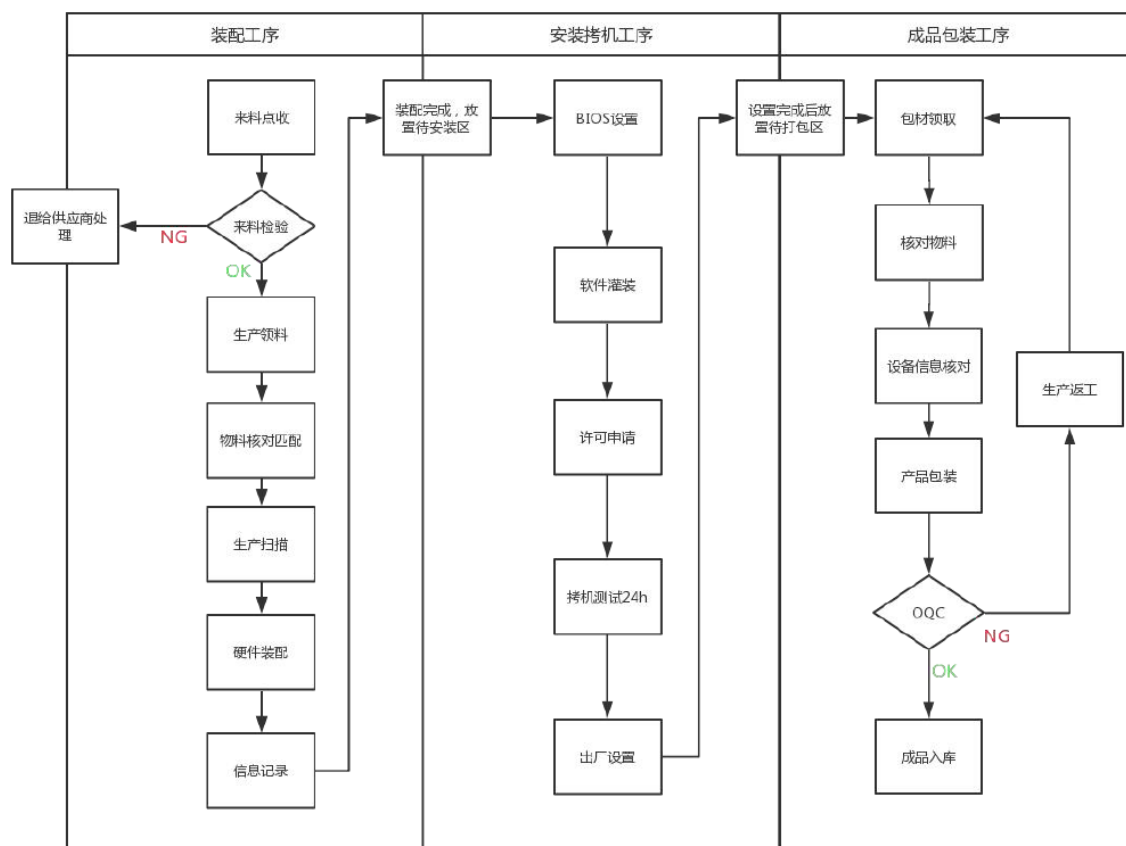 装配工序
安装拷机工序
成品包装工序
来料点收
装配完成，放
置待安装区
BIOS设置
设置完成后放
置待打包区
包材领取
退给供应商处
理
NG
来料检验
OK
核对物料
软件灌装
生产领料
设备信息核对
生产返工
物料核对匹配
许可申请
产品包装
生产扫描
拷机测试24h
OQC
NG
OK
硬件装配
信息记录
出厂设置
成品入库